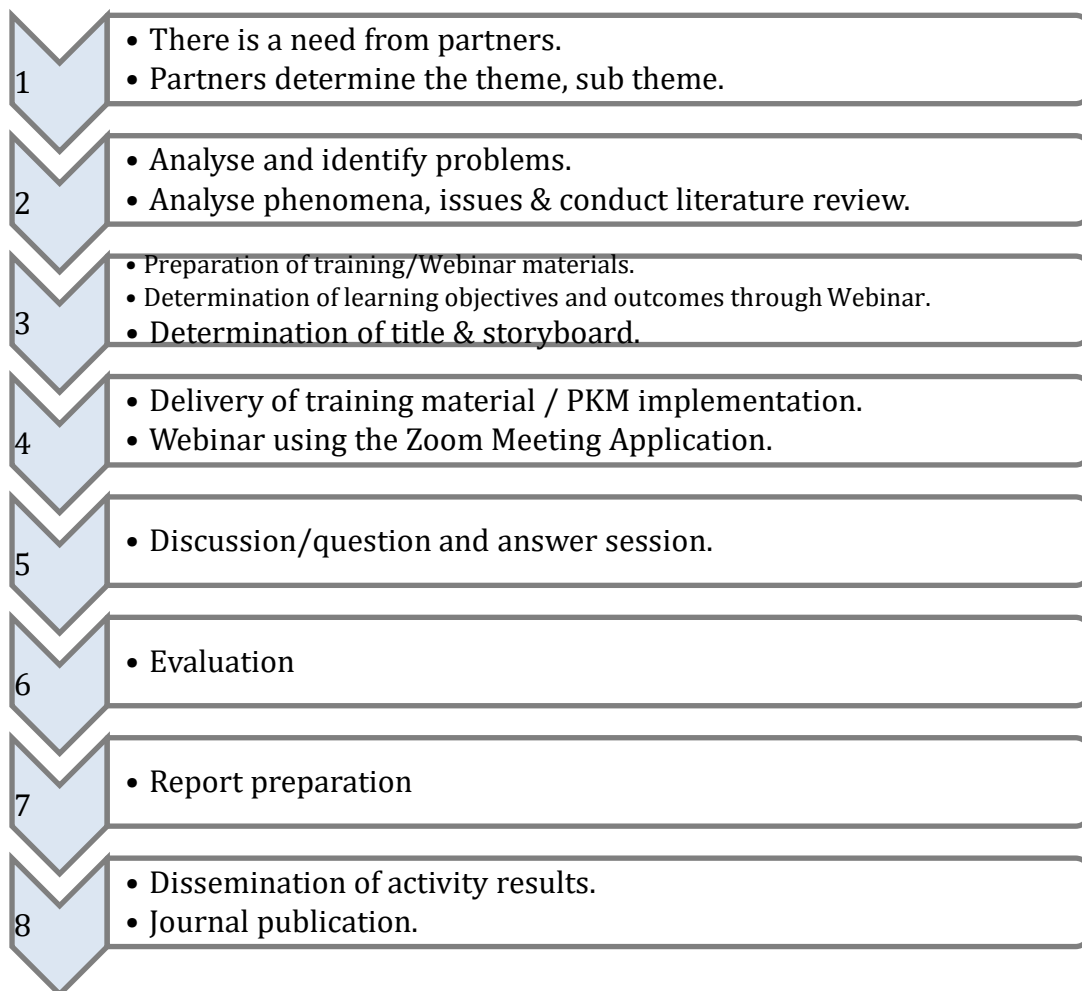 1
• There is a need from partners.
• Partners determine the theme, sub theme.
2
• Analyse and identify problems.
• Analyse phenomena, issues & conduct literature review.
3
• Preparation of training/Webinar materials.
• Determination of learning objectives and outcomes through Webinar.
• Determination of title & storyboard.
4
• Delivery of training material / PKM implementation.
• Webinar using the Zoom Meeting Application.
5
• Discussion/question and answer session.
6
• Evaluation
7
• Report preparation
8
• Dissemination of activity results.
• Journal publication.